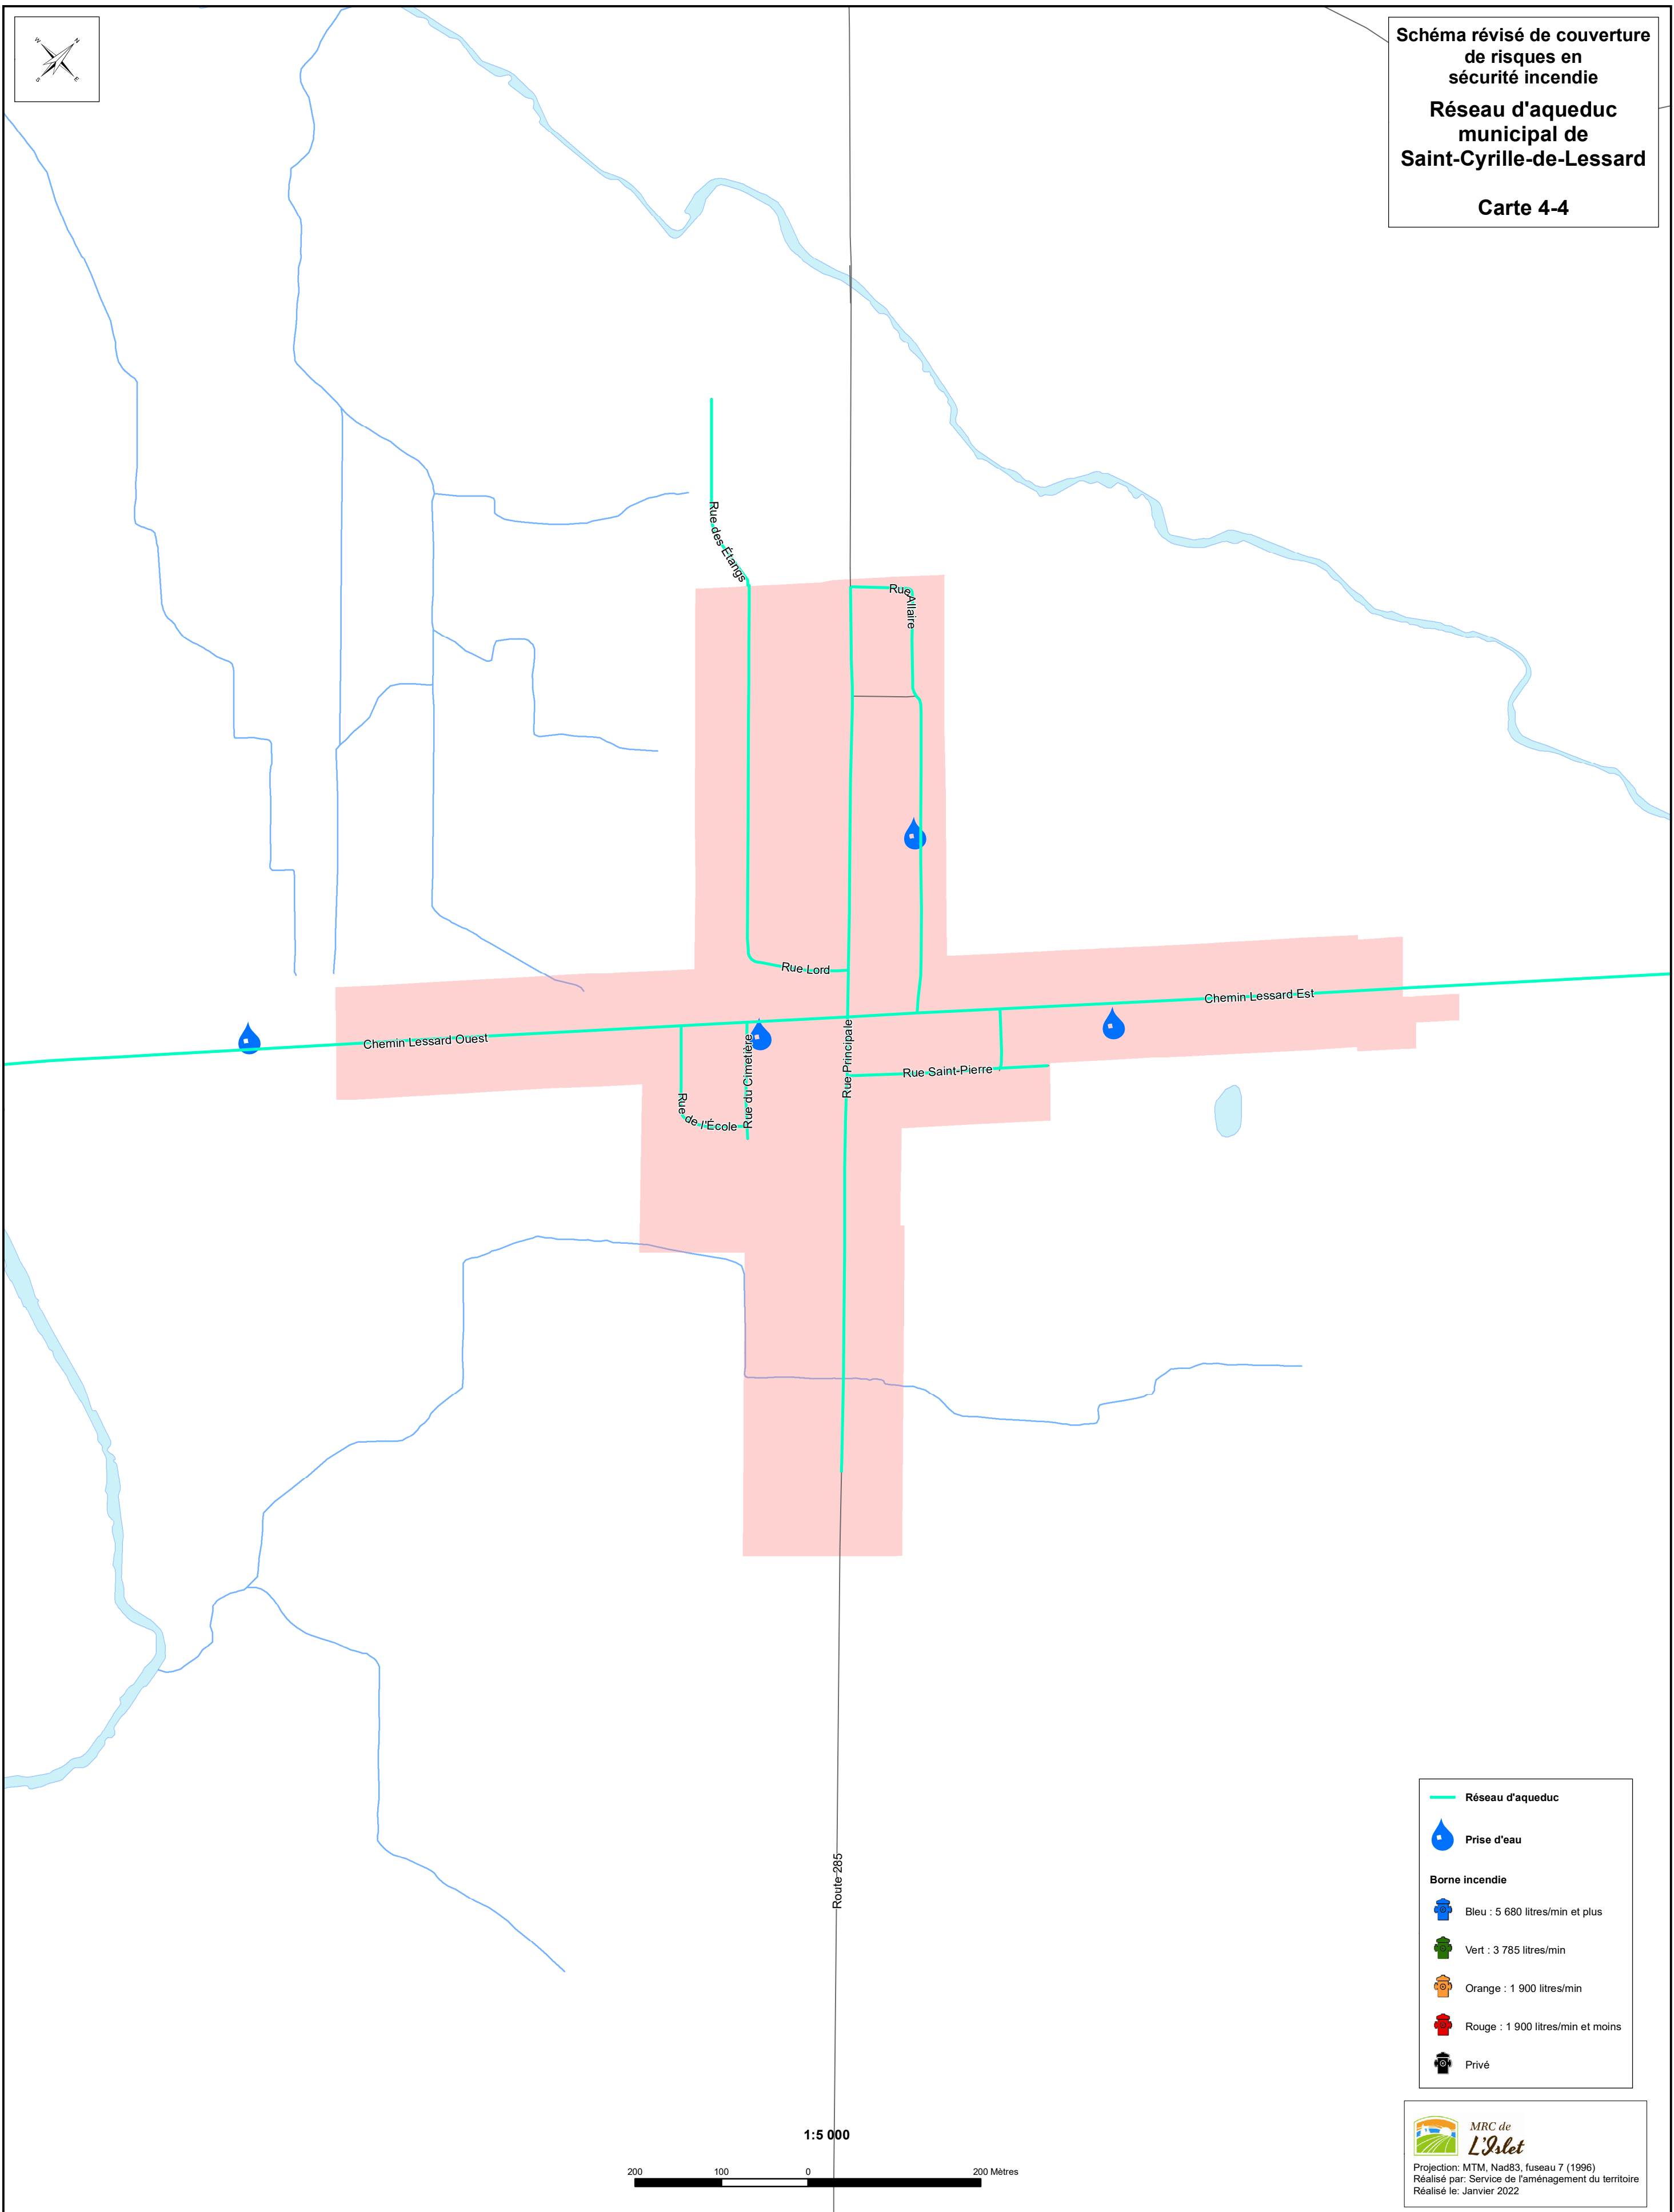 W N
O E
Schéma révisé de couverture
de risques en
sécurité incendie
Réseau d'aqueduc
municipal de
Saint-Cyrille-de-Lessard
Carte 4-4
Rue des Étangs
Rue Allaire
Rue Lord
Chemin Lessard Est
Chemin Lessard Ouest
Rue du Cimetière
Rue Principale
Rue Saint-Pierre
Rue de l'École
Route 285
Réseau d'aqueduc
Prise d'eau
Borne incendie
Bleu : 5 680 litres/min et plus
Vert : 3 785 litres/min
Orange : 1 900 litres/min
Rouge : 1 900 litres/min et moins
Privé
1:5 000
200 100 0 200 Mètres
MRC de
L'Islet
Projection: MTM, Nad83, fuseau 7 (1996)
Réalisé par: Service de l'aménagement du territoire
Réalisé le: Janvier 2022